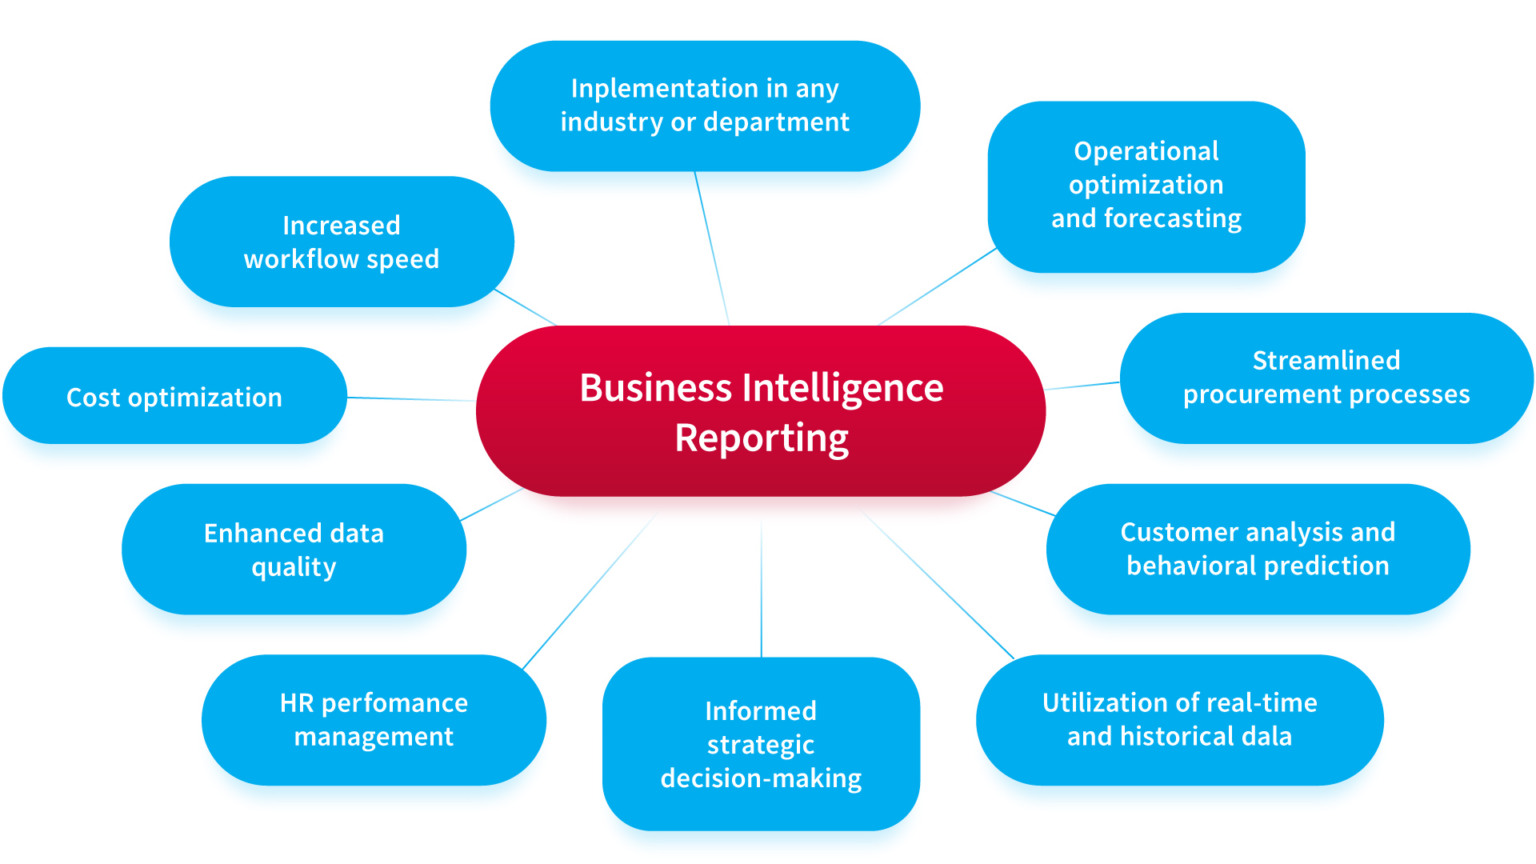 Inplementation in any
industry or department
Operational
optimization
and forecasting
Increased
workflow speed
Streamlined
procurement processes
Cost optimization
Business Intelligence
Reporting
Enhanced data
quality
Customer analysis and
behavioral prediction
HR perfomance
management
Informed
strategic
decision-making
Utilization of real-time
and historical dala